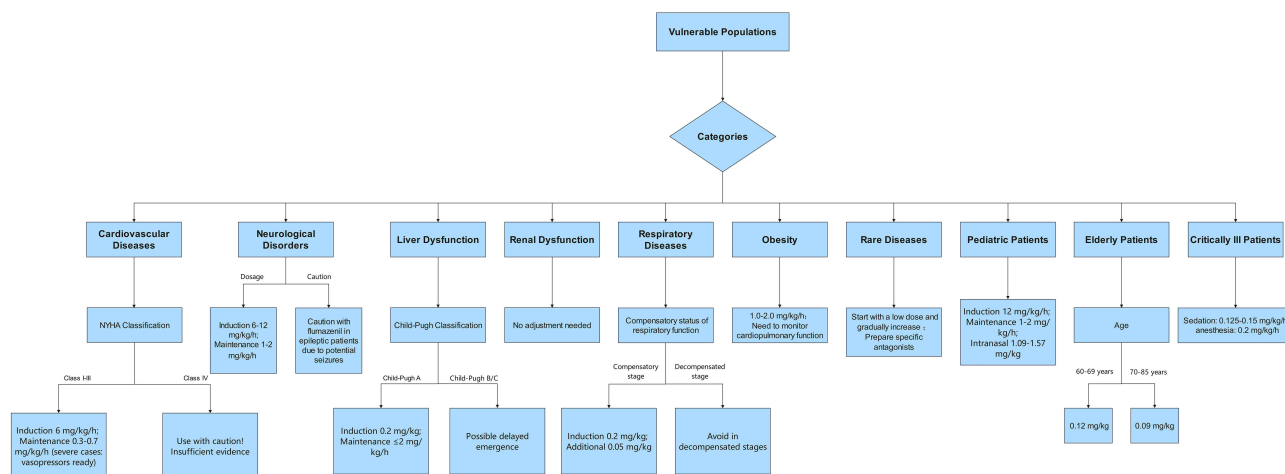 Vulnerable Populations
Categories
Cardiovascular
Diseases
Neurological
Disorders
Liver Dysfunction
Renal Dysfunction
Respiratory
Diseases
Obesity
Rare Diseases
Pediatric Patients
Elderly Patients
Critically Ill Patients
Dosage
Caution
NYHA Classification
Induction 6-12
mg/kg/h;
Maintenance 1-2
mg/kg/h
Caution with
flumazenil in
epileptic patients
due to potential
seizures
Child-Pugh Classification
No adjustment needed
Compensatory status of
respiratory function
1.0-2.0 mg/kg/h;
Need to monitor
cardiopulmonary function
Start with a low dose and
gradually increase ;
Prepare specific
antagonists
Induction 12 mg/kg/h;
Maintenance 1-2 mg/
kg/h;
Intranasal 1.09-1.57
mg/kg
Age
Sedation: 0.125-0.15 mg/kg/h
anesthesia: 0.2 mg/kg/h
Class I-III
Class IV
Child-Pugh A
Child-Pugh B/C
Compensatory
stage
Decompensated
stage
60-69 years
70-85 years
Induction 6 mg/kg/h;
Maintenance 0.3-0.7
mg/kg/h (severe cases:
vasopressors ready)
Use with caution!
Insufficient evidence
Induction 0.2 mg/kg;
Maintenance ≤2 mg/
kg/h
Possible delayed
emergence
Induction 0.2 mg/kg;
Additional 0.05 mg/kg
Avoid in
decompensated stages
0.12 mg/kg
0.09 mg/kg